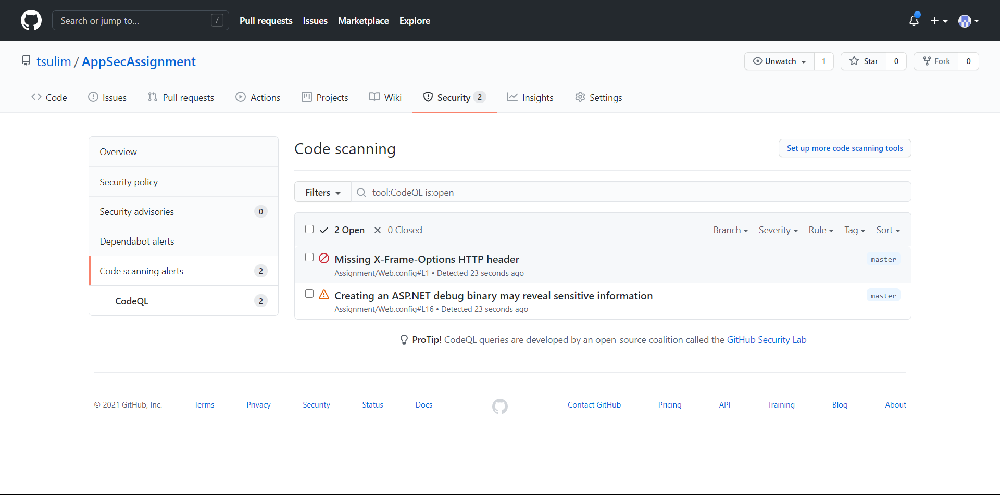 Search or jump to... / Pull requests Issues Marketplace Explore
tsulim / AppSecAssignment Unwatch 1 Star 0 Fork 0
Code Issues Pull requests Actions Projects Wiki Security 2 Insights Settings
Overview
Security policy
Security advisories 0
Dependabot alerts
Code scanning alerts 2
CodeQL 2
Code scanning Set up more code scanning tools
Filters tool:CodeQL is:open
2 Open 0 Closed Branch Severity Rule Tag Sort
Missing X-Frame-Options HTTP header master
Assignment/Web.config#L1 • Detected 23 seconds ago
Creating an ASP.NET debug binary may reveal sensitive information master
Assignment/Web.config#L16 • Detected 23 seconds ago
ProTip! CodeQL queries are developed by an open-source coalition called the GitHub Security Lab
© 2021 GitHub, Inc. Terms Privacy Security Status Docs Contact GitHub Pricing API Training Blog About